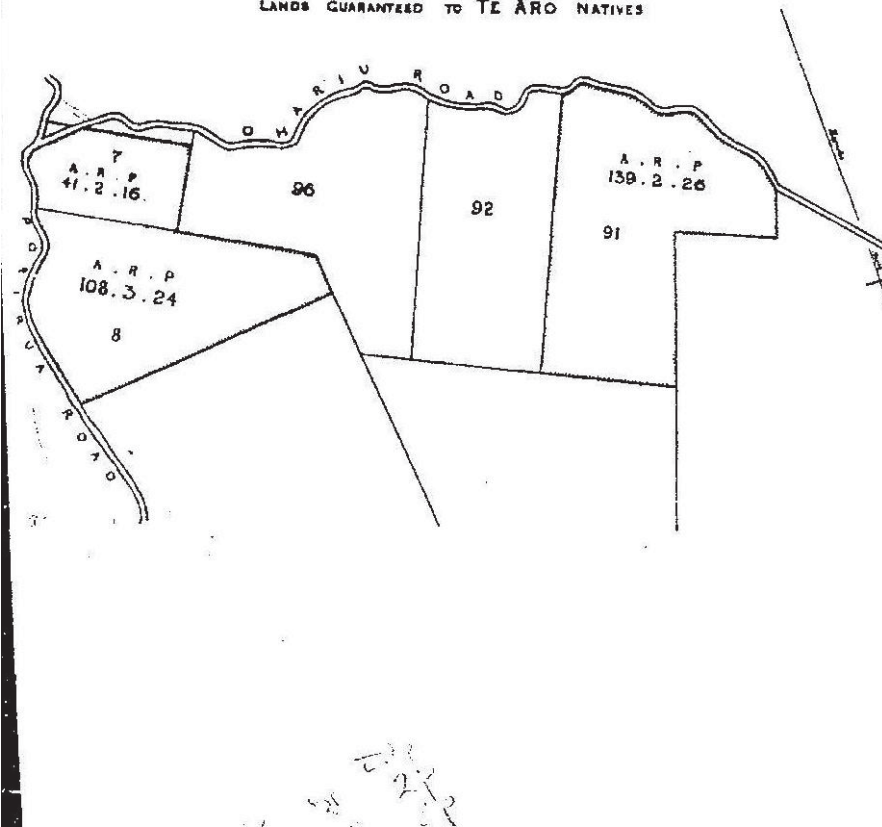 LANDS GUARANTEED TO TE ARO NATIVES
OHARIU ROAD
7
A . R . P
41.2.16.
96
92
A . R . P
139.2.26
91
A . R . P
108.3.24
8
PORIRUA ROAD